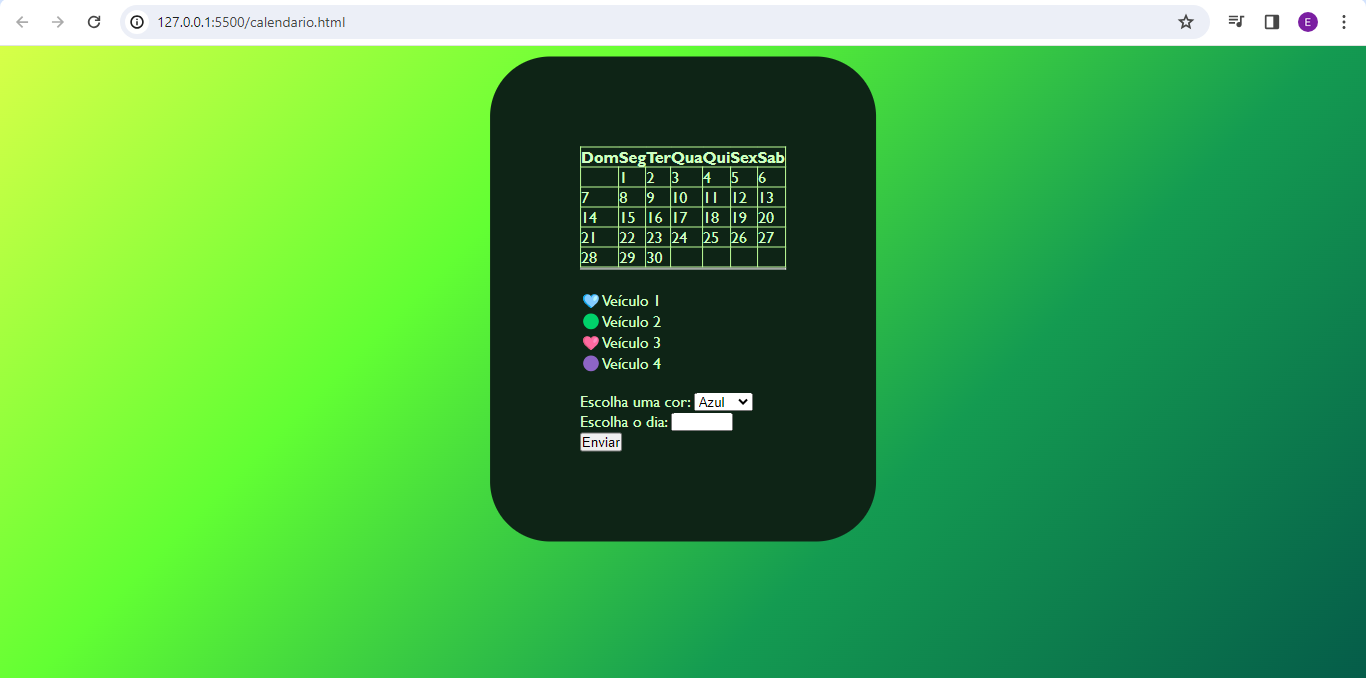 127.0.0.1:5500/calendario.html
E
Dom Seg Ter Qua Qui Sex Sab
1 2 3 4 5 6
7 8 9 10 11 12 13
14 15 16 17 18 19 20
21 22 23 24 25 26 27
28 29 30
Veículo 1
Veículo 2
Veículo 3
Veículo 4
Escolha uma cor: Azul
Escolha o dia:
Enviar